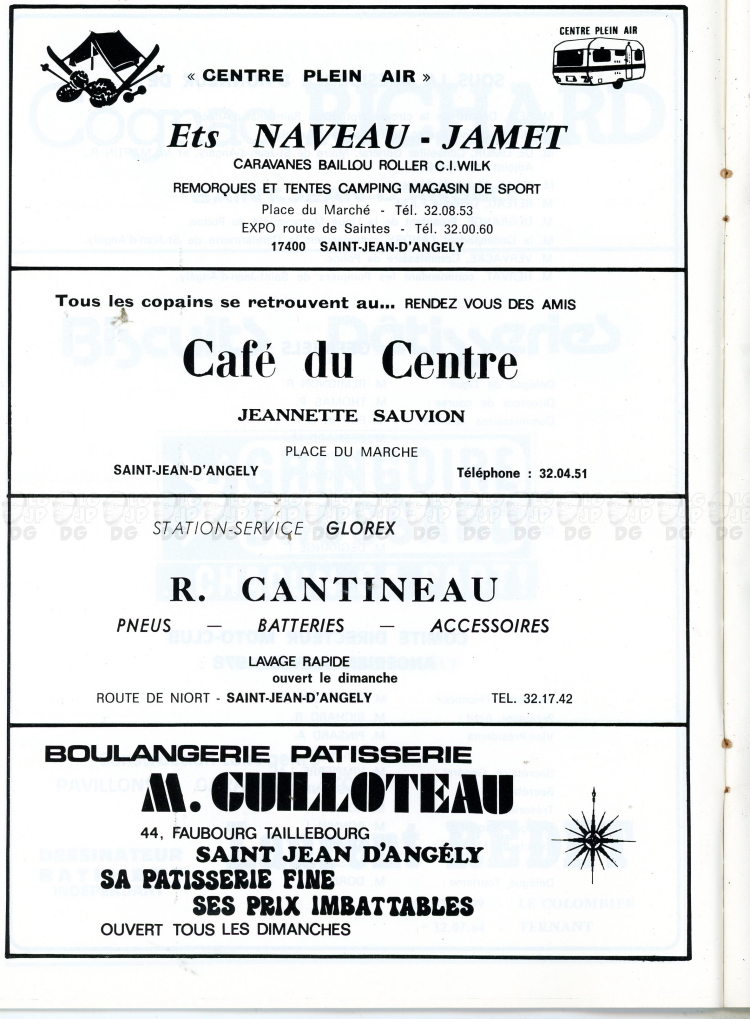 CENTRE PLEIN AIR
« CENTRE PLEIN AIR »
Ets NAVEAU - JAMET
CARAVANES BAILLOU ROLLER C.I.WILK
REMORQUES ET TENTES CAMPING MAGASIN DE SPORT
Place du Marché - Tél. 32.08.53
EXPO route de Saintes - Tél. 32.00.60
17400 SAINT-JEAN-D'ANGELY
Tous les copains se retrouvent au... RENDEZ VOUS DES AMIS
Café du Centre
JEANNETTE SAUVION
PLACE DU MARCHE
SAINT-JEAN-D'ANGELY Téléphone : 32.04.51
STATION-SERVICE GLOREX
R. CANTINEAU
PNEUS — BATTERIES — ACCESSOIRES
LAVAGE RAPIDE
ouvert le dimanche
ROUTE DE NIORT - SAINT-JEAN-D'ANGELY TEL. 32.17.42
BOULANGERIE PATISSERIE
M. GUILLOTEAU
44, FAUBOURG TAILLEBOURG
SAINT JEAN D'ANGÉLY
SA PATISSERIE FINE
SES PRIX IMBATTABLES
OUVERT TOUS LES DIMANCHES